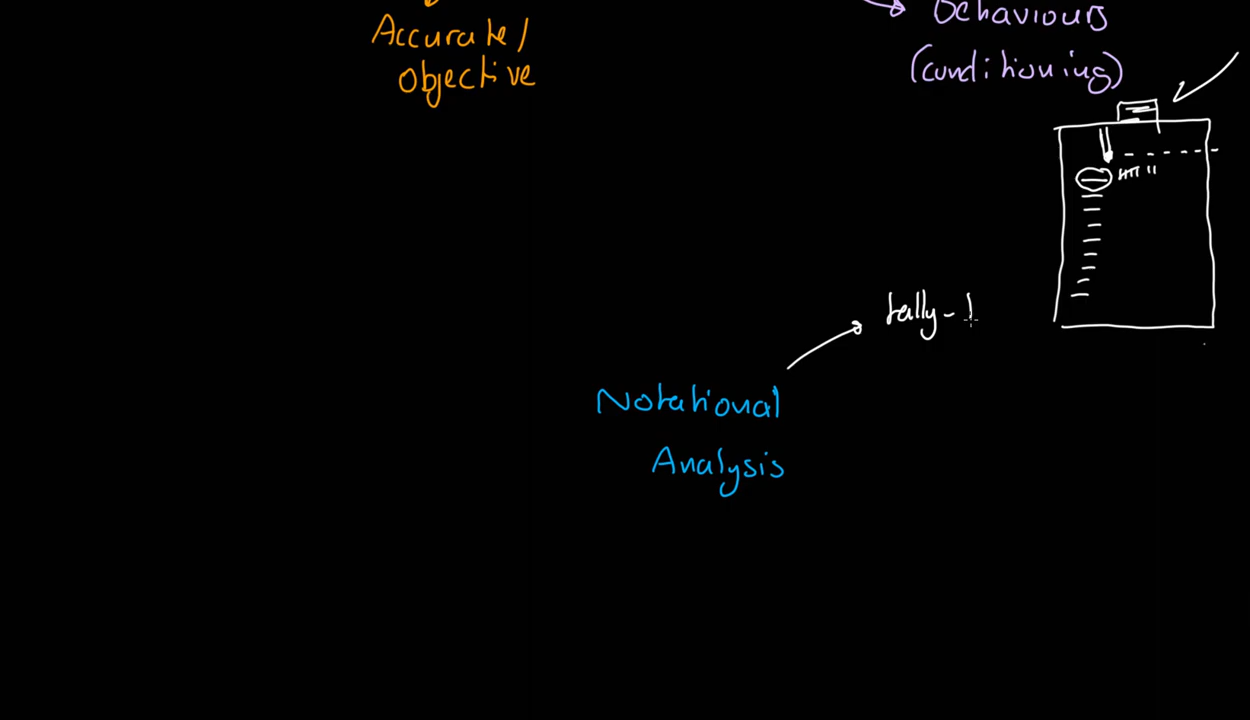 Accurate/
objective
Behaviours
(conditioning)
tally-
Notational
Analysis